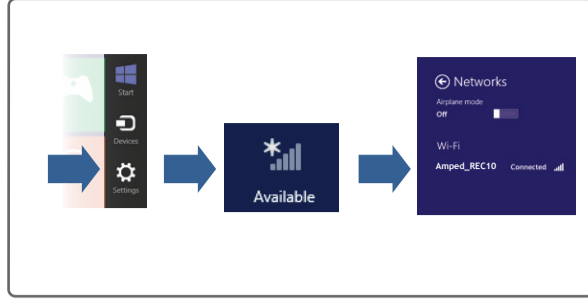 Start
Devices
Settings
Available
Networks
Airplane mode
Off
Wi-Fi
Amped_REC10 Connected